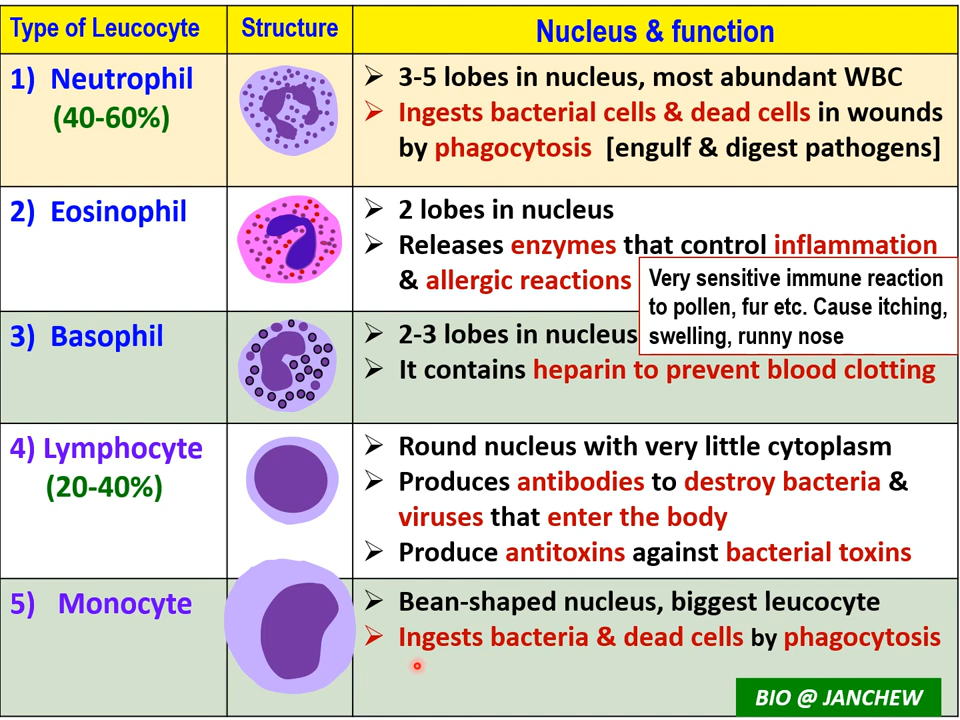 Type of Leucocyte
Structure
Nucleus & function
1) Neutrophil
(40-60%)
➢ 3-5 lobes in nucleus, most abundant WBC
➢ Ingests bacterial cells & dead cells in wounds
by phagocytosis [engulf & digest pathogens]
2) Eosinophil
➢ 2 lobes in nucleus
➢ Releases enzymes that control inflammation
& allergic reactions
Very sensitive immune reaction
to pollen, fur etc. Cause itching,
swelling, runny nose
3) Basophil
➢ 2-3 lobes in nucleus
➢ It contains heparin to prevent blood clotting
4) Lymphocyte
(20-40%)
➢ Round nucleus with very little cytoplasm
➢ Produces antibodies to destroy bacteria &
viruses that enter the body
➢ Produce antitoxins against bacterial toxins
5) Monocyte
➢ Bean-shaped nucleus, biggest leucocyte
➢ Ingests bacteria & dead cells by phagocytosis
BIO @ JANCHEW